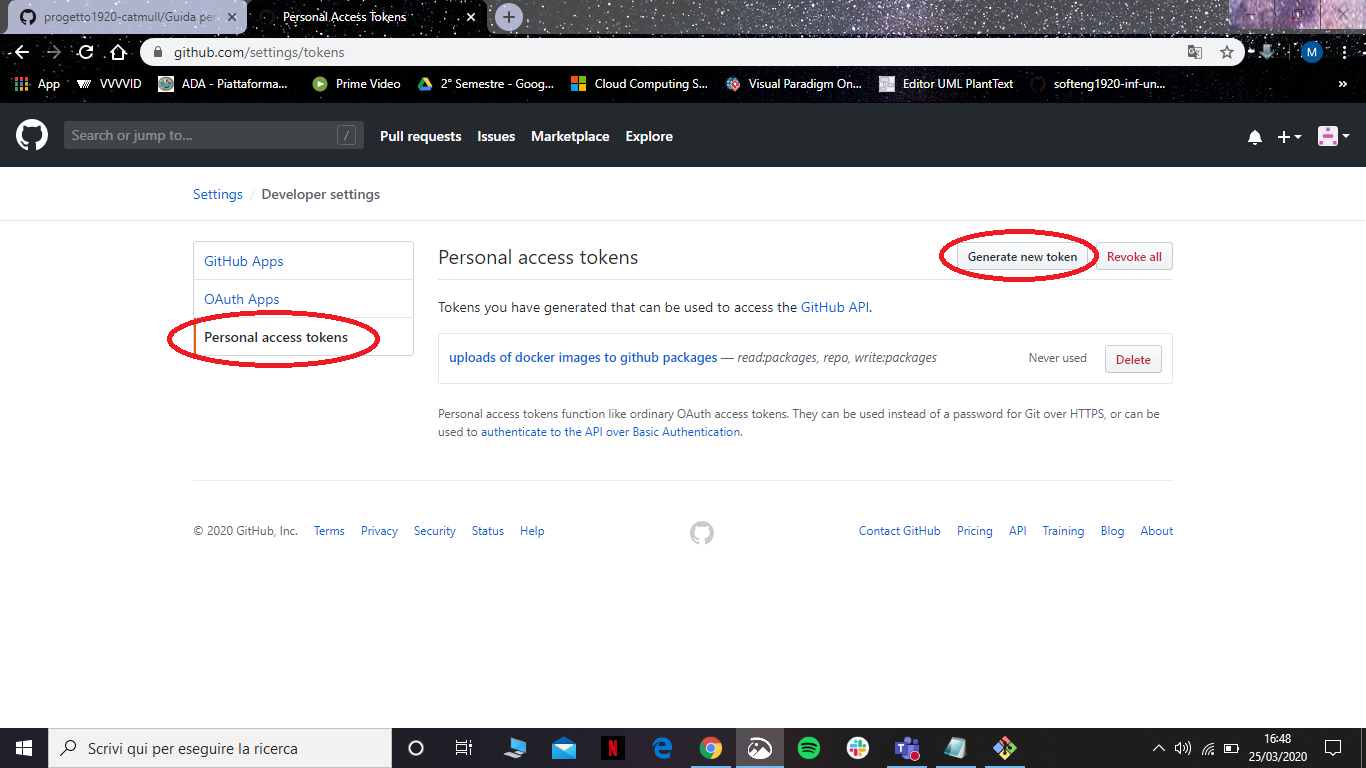 progetto1920-catmull/Guida per
Personal Access Tokens
github.com/settings/tokens
M
App
VVVVID
ADA - Piattaforma...
Prime Video
2° Semestre - Goog...
Cloud Computing S...
Visual Paradigm On...
Editor UML PlantText
softeng1920-inf-un...
»
Search or jump to...
/
Pull requests
Issues
Marketplace
Explore
Settings / Developer settings
GitHub Apps
OAuth Apps
Personal access tokens
Personal access tokens
Generate new token
Revoke all
Tokens you have generated that can be used to access the GitHub API.
uploads of docker images to github packages — read:packages, repo, write:packages
Never used
Delete
Personal access tokens function like ordinary OAuth access tokens. They can be used instead of a password for Git over HTTPS, or can be
used to authenticate to the API over Basic Authentication.
© 2020 GitHub, Inc.
Terms
Privacy
Security
Status
Help
Contact GitHub
Pricing
API
Training
Blog
About
Scrivi qui per eseguire la ricerca
N
16:48
25/03/2020